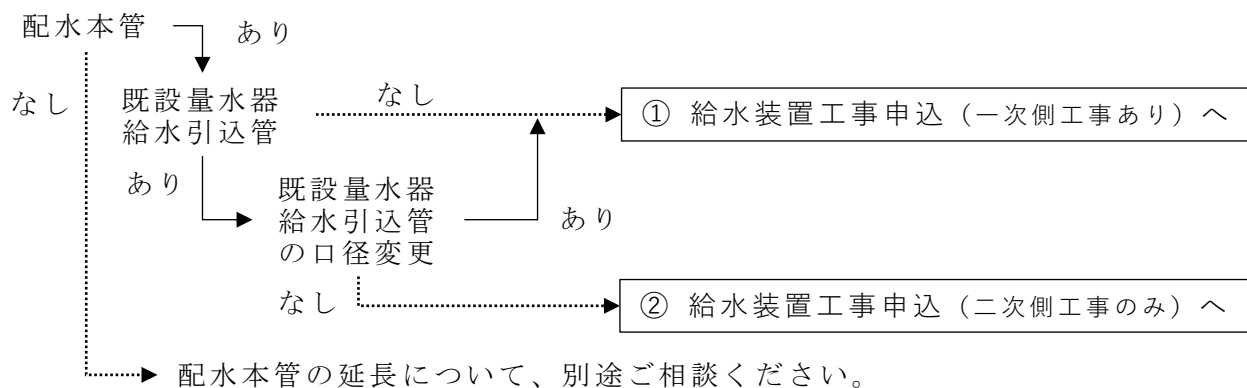 配水本管
あり
なし
既設量水器
給水引込管
なし
① 給水装置工事申込（一次側工事あり）へ
あり
既設量水器
給水引込管
の口径変更
あり
なし
② 給水装置工事申込（二次側工事のみ）へ
配水本管の延長について、別途ご相談ください。